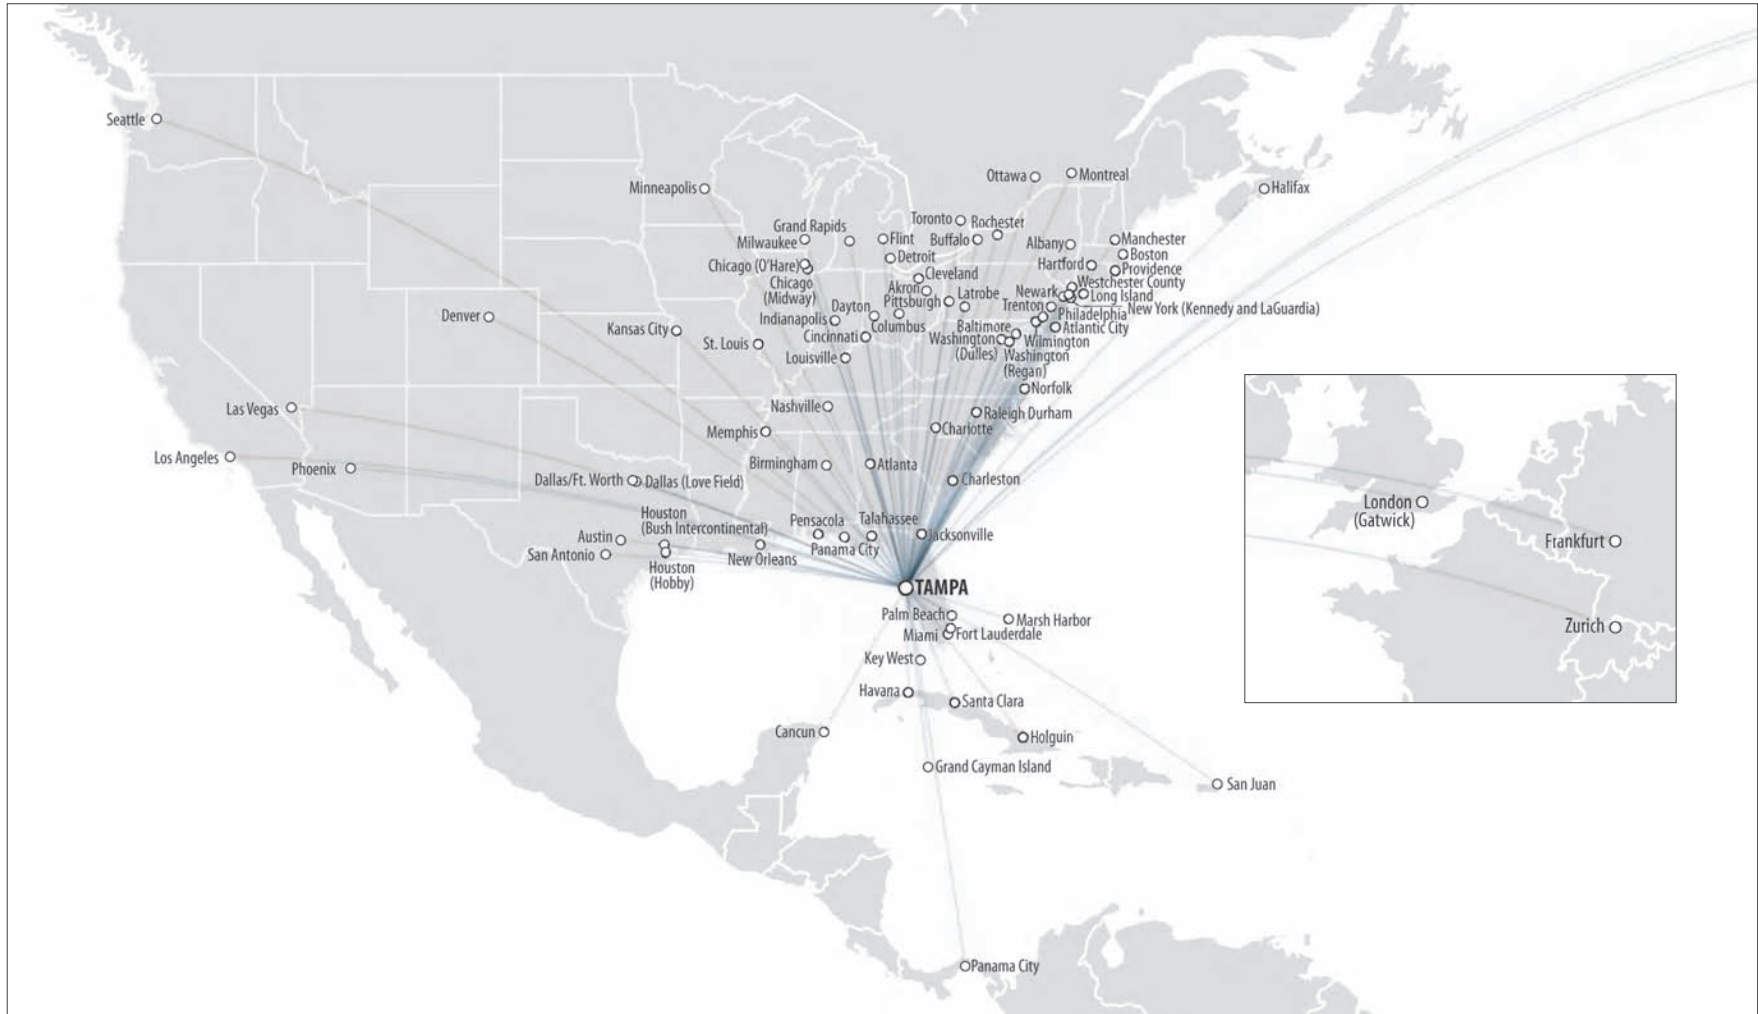 Seattle
Minneapolis
Ottawa
Montreal
Halifax
Toronto
Rochester
Grand Rapids
Milwaukee
Flint
Buffalo
Albany
Manchester
Boston
Detroit
Chicago (O'Hare)
Hartford
Providence
Cleveland
Chicago
(Midway)
Akron
Westchester County
Newark
Long Island
Pittsburgh
Latrobe
Dayton
Trenton
New York (Kennedy and LaGuardia)
Denver
Indianapolis
Columbus
Philadelphia
Kansas City
Baltimore
Atlantic City
St. Louis
Cincinnati
Washington
(Dulles)
Wilmington
Louisville
Washington
(Regan)
Norfolk
Las Vegas
Nashville
Raleigh Durham
Memphis
Charlotte
Los Angeles
Phoenix
Birmingham
Atlanta
Dallas/Ft. Worth
Dallas (Love Field)
Charleston
Houston
(Bush Intercontinental)
Pensacola
Talahassee
Austin
Jacksonville
San Antonio
Panama City
New Orleans
Houston
(Hobby)
TAMPA
Palm Beach
Marsh Harbor
Miami
Fort Lauderdale
Key West
Havana
Santa Clara
Cancun
Holguin
Grand Cayman Island
San Juan
Panama City
London
(Gatwick)
Frankfurt
Zurich